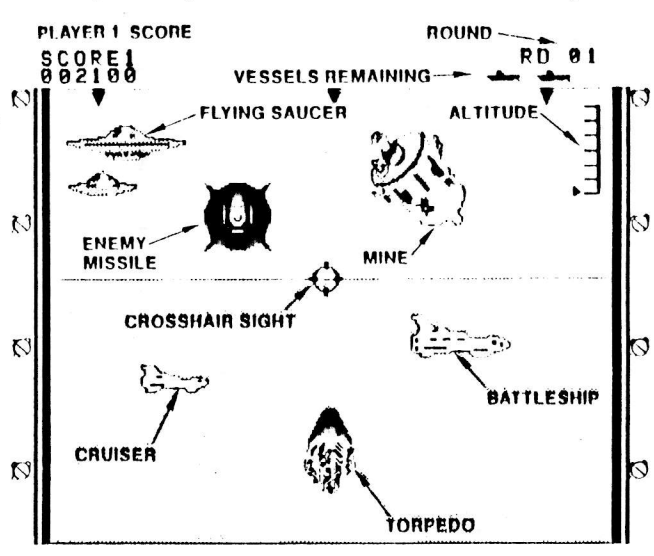 PLAYER 1 SCORE
ROUND
SCORE1
RD 01
002100
VESSELS REMAINING
FLYING SAUCER
ALTITUDE
ENEMY
MISSILE
MINE
CROSSHAIR SIGHT
BATTLESHIP
CRUISER
TORPEDO